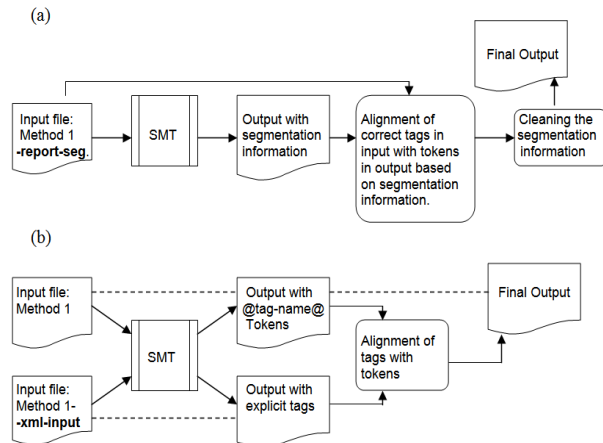 (a)
Final Output
Input file:
Method 1
-report-seg.
SMT
Output with
segmentation
information
Alignment of
correct tags in
input with tokens
in output based
on segmentation
information.
Cleaning the
segmentation
information
(b)
Input file:
Method 1
Output with
@tag-name@
Tokens
Final Output
SMT
Alignment of
tags with
tokens
Input file:
Method 1-
-xml-input
Output with
explicit tags